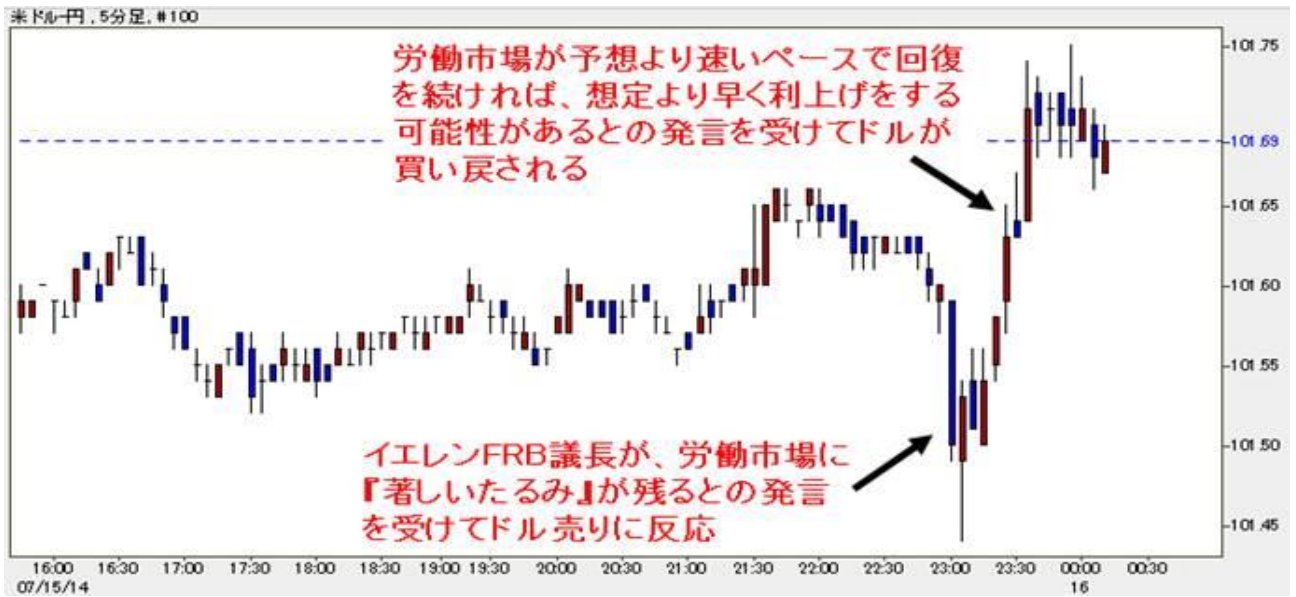 米ドル-円 , 5分足, #100
労働市場が予想より速いペースで回復
を続ければ、想定より早く利上げをする
可能性があるとの発言を受けてドルが
買い戻される
イエレンFRB議長が、労働市場に
『著しいたるみ』が残るとの発言
を受けてドル売りに反応
101.75
101.69
101.65
101.60
101.55
101.50
101.45
16:00 16:30 17:00 17:30 18:00 18:30 19:00 19:30 20:00 20:30 21:00 21:30 22:00 22:30 23:00 23:30 00:00 00:30
07/15/14 16